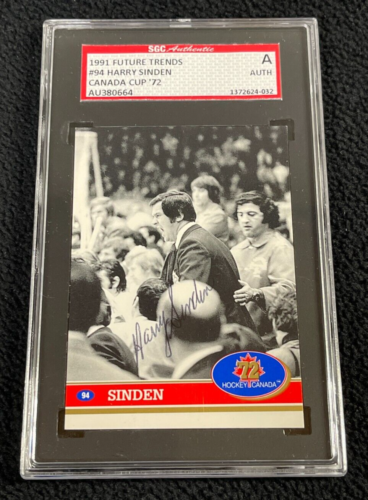 SGC Authentic
1991 FUTURE TRENDS
#94 HARRY SINDEN
CANADA CUP '72
AU380664
A
AUTH
1372624-032
Harry Sinden
72
HOCKEY CANADA™
94 SINDEN